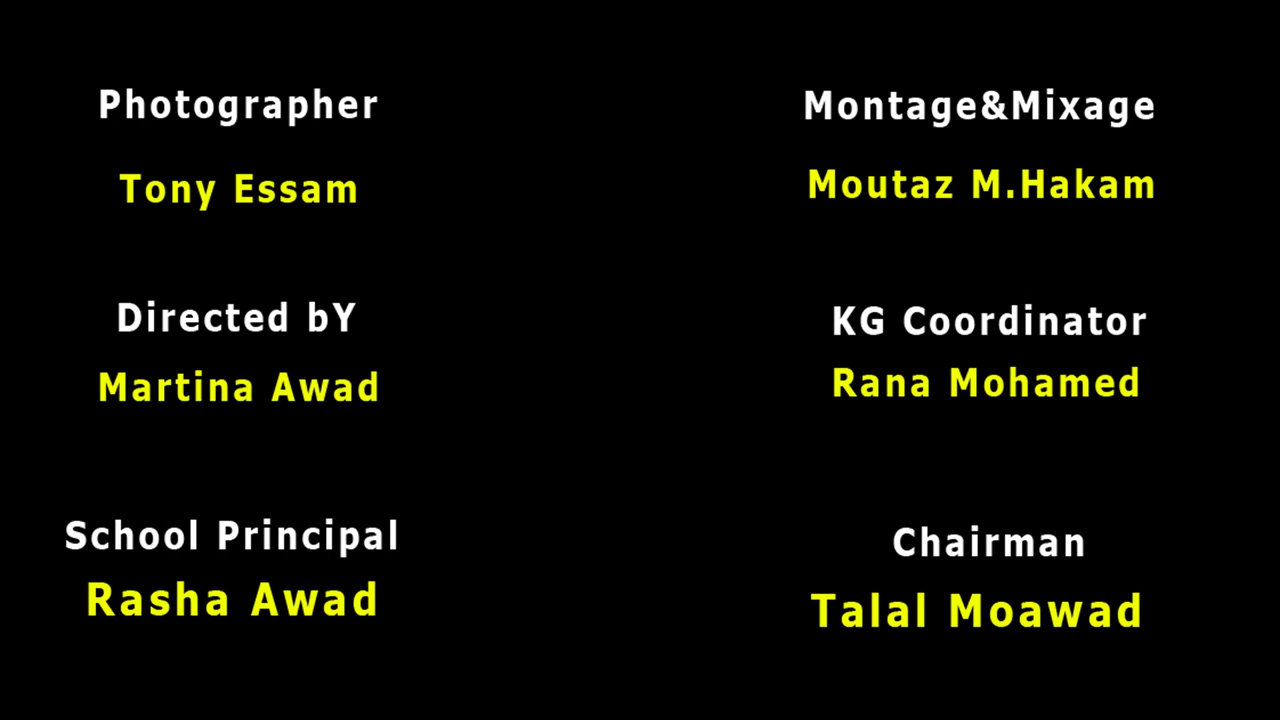 Photographer
Tony Essam
Montage&Mixage
Moutaz M.Hakam
Directed bY
Martina Awad
KG Coordinator
Rana Mohamed
School Principal
Rasha Awad
Chairman
Talal Moawad